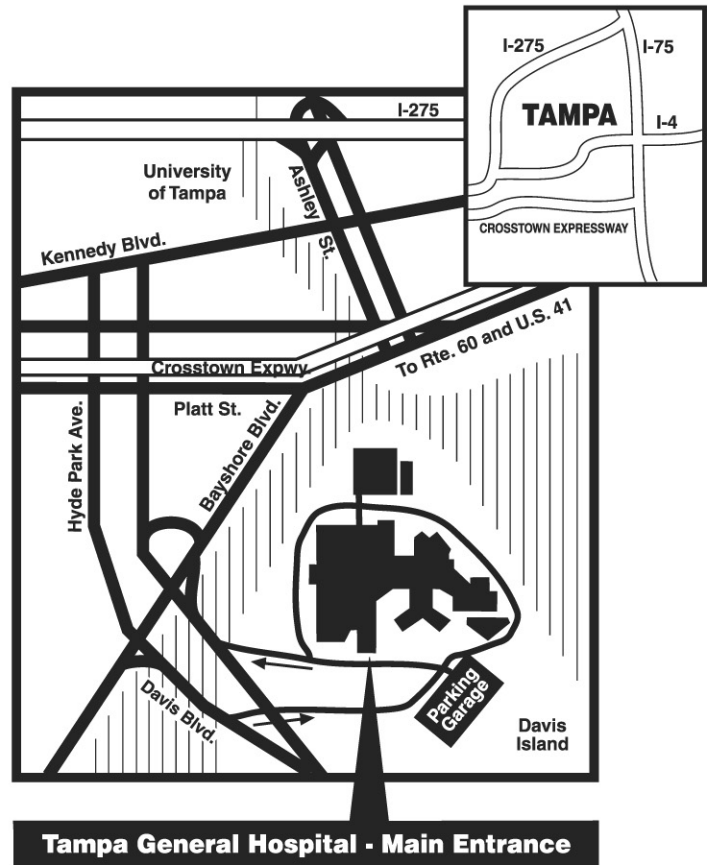 I-275
I-75
TAMPA
I-4
CROSSTOWN EXPRESSWAY
I-275
University
of Tampa
Ashley St.
Kennedy Blvd.
To Rte. 60 and U.S. 41
Crosstown Expwy.
Platt St.
Hyde Park Ave.
Bayshore Blvd.
Davis Blvd.
Parking
Garage
Davis
Island
Tampa General Hospital - Main Entrance